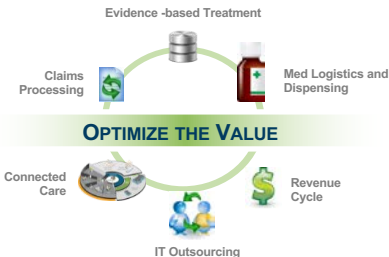 Evidence -based Treatment
Claims
Processing
Med Logistics and
Dispensing
OPTIMIZE THE VALUE
Connected
Care
Revenue
Cycle
IT Outsourcing